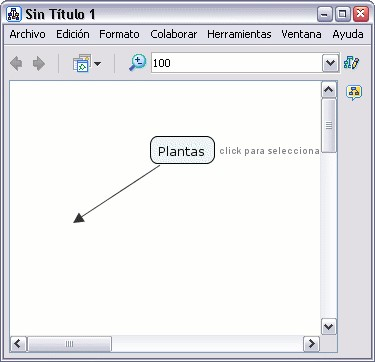 Sin Título 1
Archivo Edición Formato Colaborar Herramientas Ventana Ayuda
100
Plantas click para selecciona